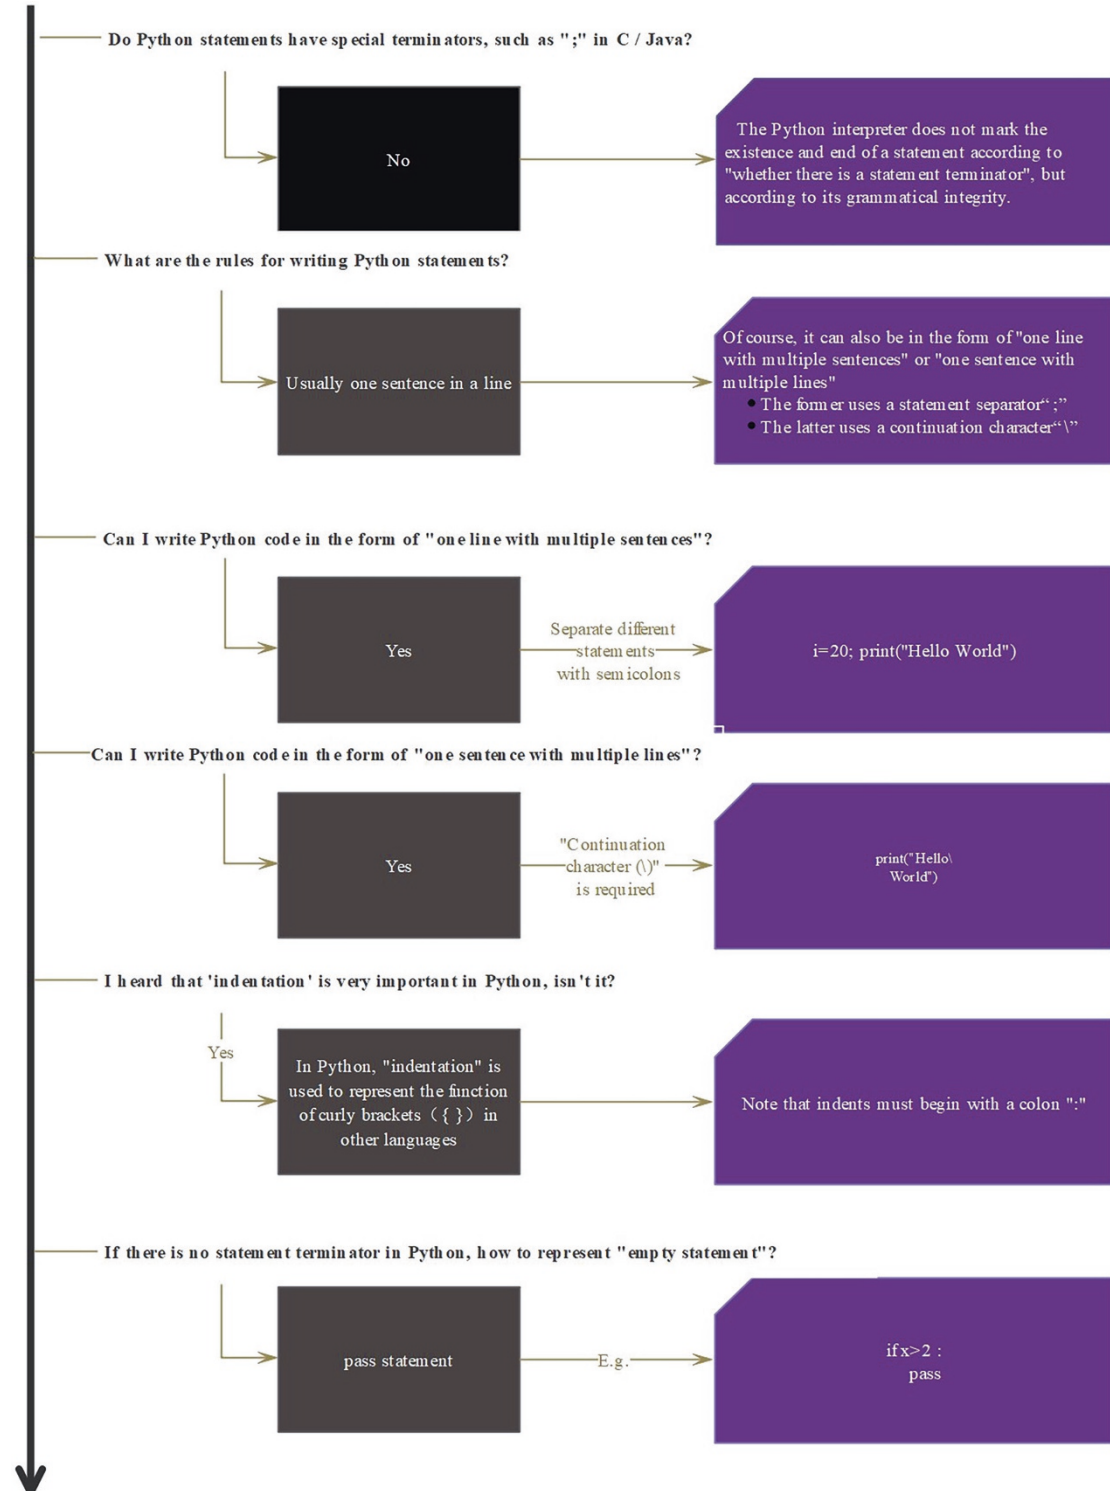 Do Python statements have special terminators, such as ";" in C / Java?
No
The Python interpreter does not mark the
existence and end of a statement according to
"whether there is a statement terminator", but
according to its grammatical integrity.
What are the rules for writing Python statements?
Usually one sentence in a line
Of course, it can also be in the form of "one line
with multiple sentences" or "one sentence with
multiple lines"
● The former uses a statement separator“ ;”
● The latter uses a continuation character“\”
Can I write Python code in the form of "one line with multiple sentences"?
Yes
Separate different
statements
with semicolons
i=20; print("Hello World")
Can I write Python code in the form of "one sentence with multiple lines"?
Yes
"Continuation
character (\)"
is required
print("Hello\
World")
I heard that 'indentation' is very important in Python, isn't it?
Yes
In Python, "indentation" is
used to represent the function
of curly brackets（{ }）in
other languages
Note that indents must begin with a colon ":"
If there is no statement terminator in Python, how to represent "empty statement"?
pass statement
E.g.
if x>2 :
pass